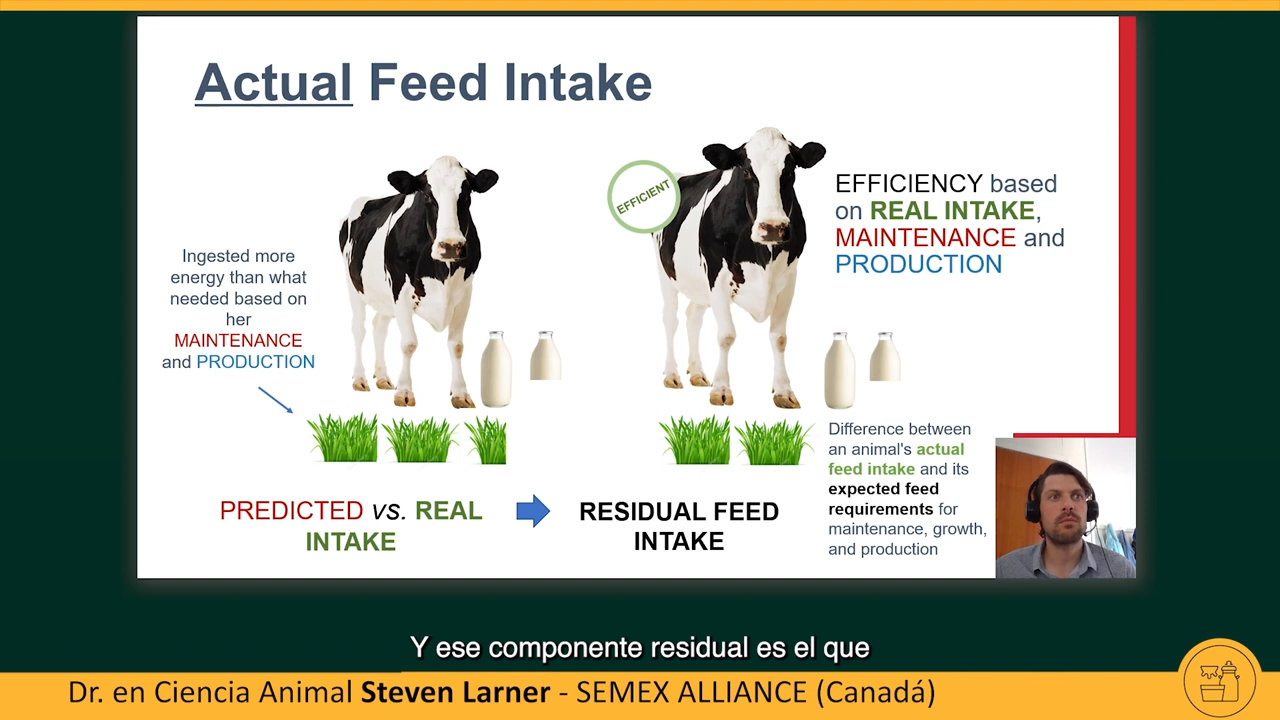 Actual Feed Intake
EFFICIENT
EFFICIENCY based
on REAL INTAKE,
MAINTENANCE and
PRODUCTION
Ingested more
energy than what
needed based on
her
MAINTENANCE
and PRODUCTION
Difference between
an animal's actual
feed intake and its
expected feed
requirements for
maintenance, growth,
and production
PREDICTED vs. REAL
INTAKE
RESIDUAL FEED
INTAKE
Y ese componente residual es el que
Dr. en Ciencia Animal Steven Larner - SEMEX ALLIANCE (Canadá)